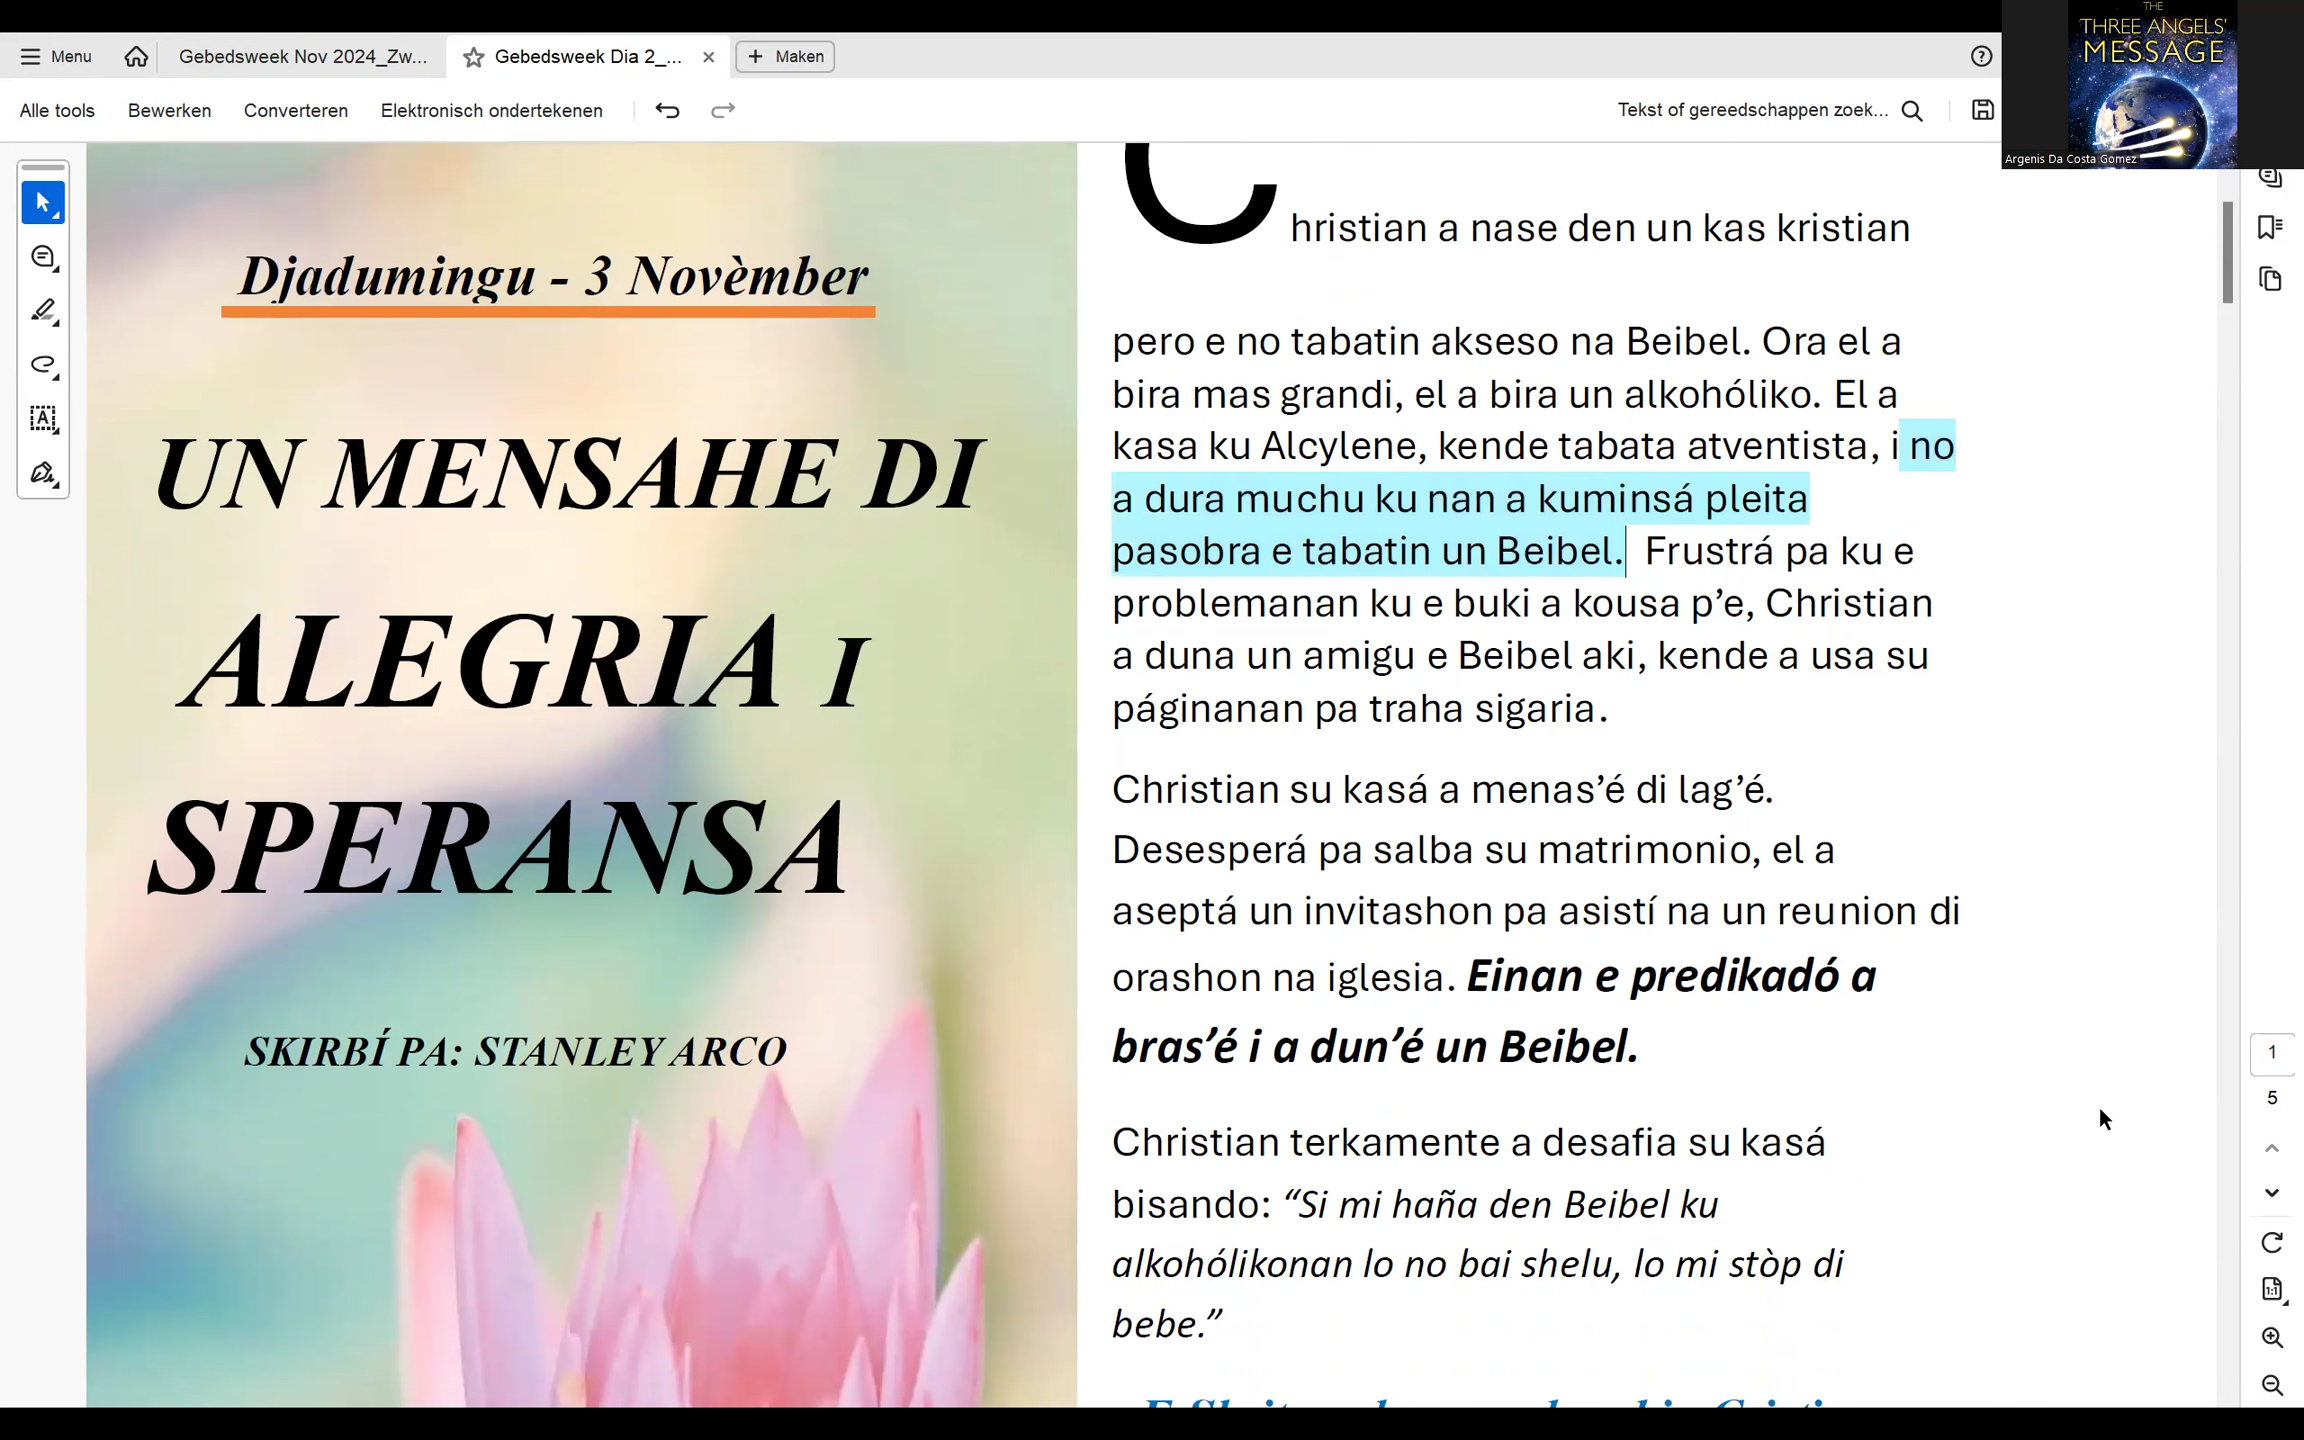 THE
THREE ANGELS'
MESSAGE
Argenis Da Costa Gomez
Menu
Gebedsweek Nov 2024_Zw...
Gebedsweek Dia 2_...
Maken
Alle tools
Bewerken
Converteren
Elektronisch ondertekenen
Tekst of gereedschappen zoek...
Djadumingu - 3 Novèmber
UN MENSAHE DI
ALEGRIA I
SPERANSA
SKIRBÍ PA: STANLEY ARCO
Christian a nase den un kas kristian
pero e no tabatin akseso na Beibel. Ora el a
bira mas grandi, el a bira un alkohóliko. El a
kasa ku Alcylene, kende tabata atventista, i no
a dura muchu ku nan a kuminsá pleita
pasobra e tabatin un Beibel. Frustrá pa ku e
problemanan ku e buki a kousa p’e, Christian
a duna un amigu e Beibel aki, kende a usa su
páginanan pa traha sigaria.
Christian su kasá a menas’é di lag’é.
Desesperá pa salba su matrimonio, el a
aseptá un invitashon pa asistí na un reunion di
orashon na iglesia. Einan e predikadó a
bras’é i a dun’é un Beibel.
Christian terkamente a desafia su kasá
bisando: “Si mi haña den Beibel ku
alkohólikonan lo no bai shelu, lo mi stòp di
bebe.”
1
5